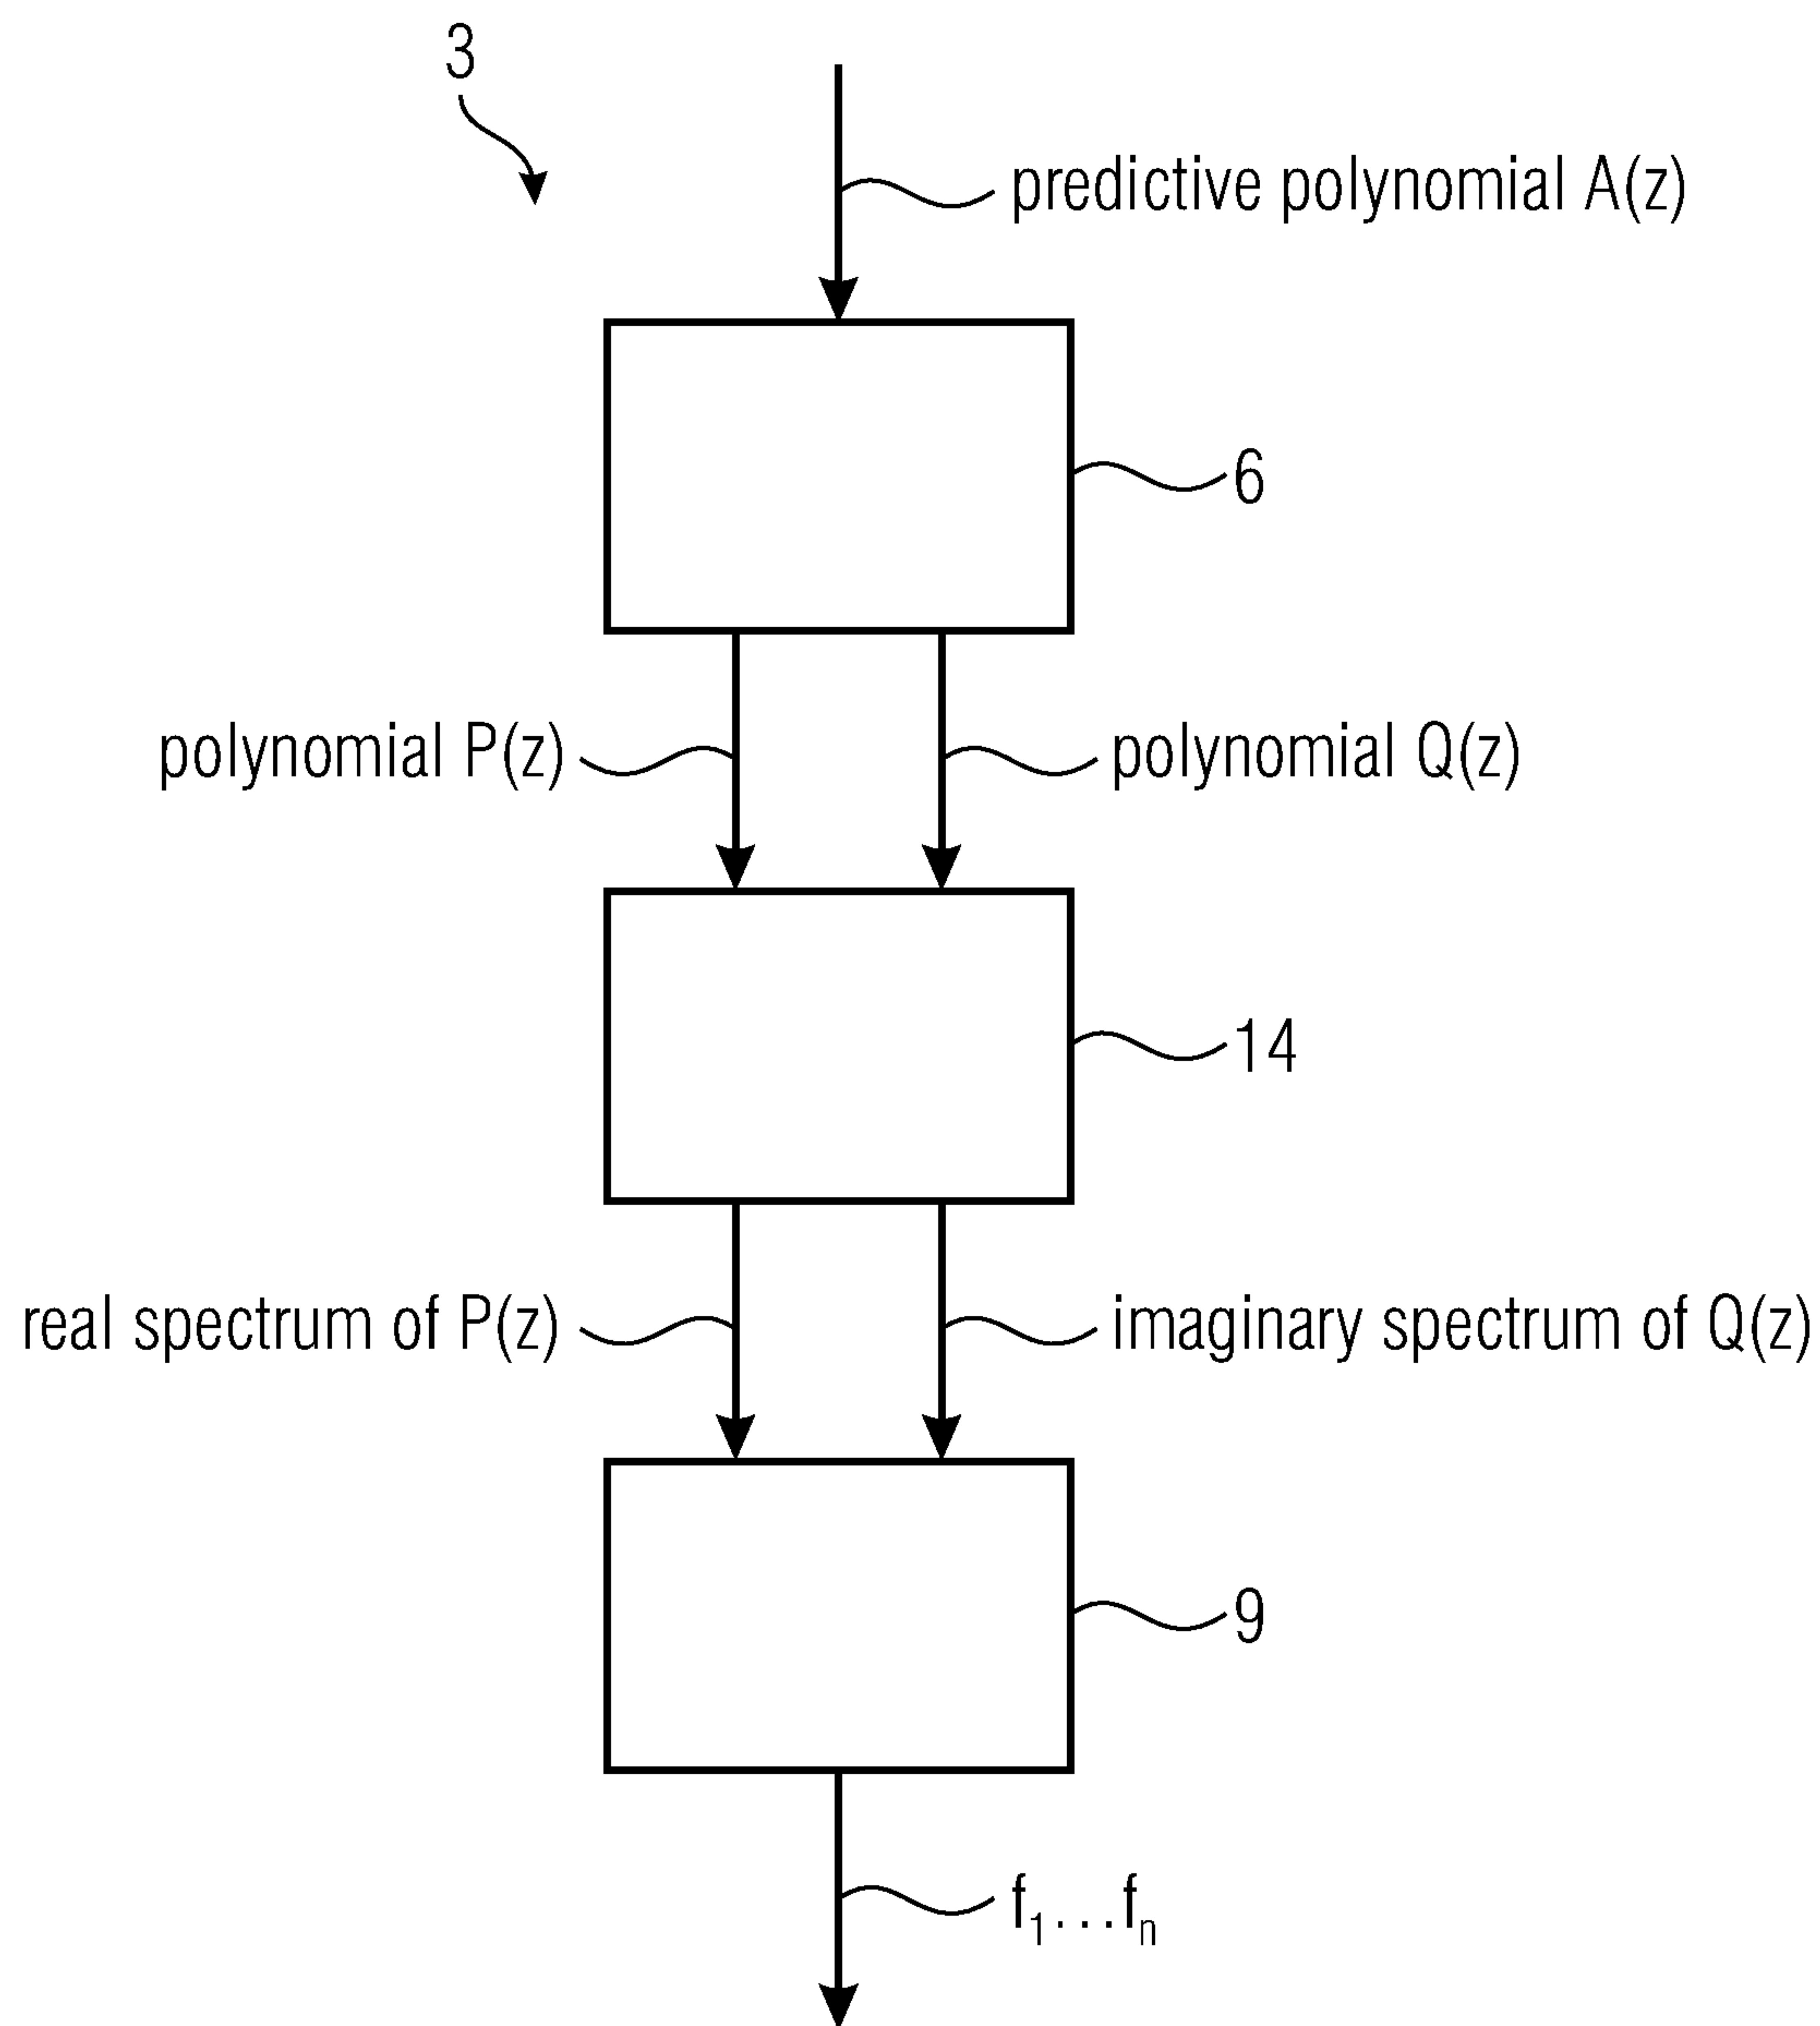 3
predictive polynomial A(z)
6
polynomial P(z)
polynomial Q(z)
14
real spectrum of P(z)
imaginary spectrum of Q(z)
9
f₁...fₙ